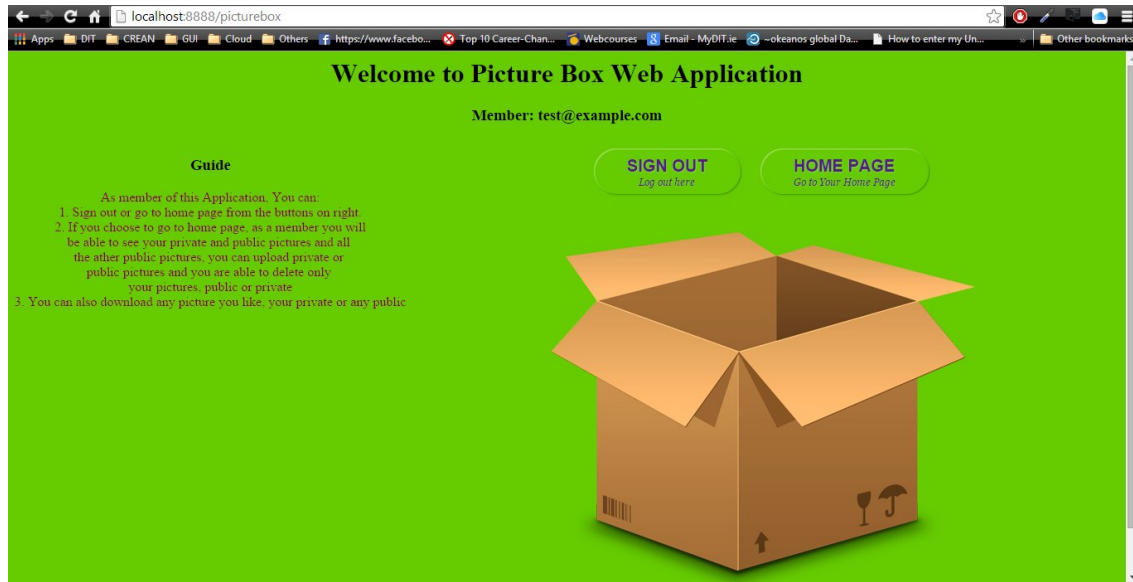 localhost:8888/picturebox
Apps DIT CREAN GUI Cloud Others https://www.facebo... Top 10 Career-Chan... Webcourses Email - MyDIT.ie ~okeanos global Da... How to enter my Un... » Other bookmarks
Welcome to Picture Box Web Application
Member: test@example.com
Guide
As member of this Application, You can:
1. Sign out or go to home page from the buttons on right.
2. If you choose to go to home page, as a member you will
be able to see your private and public pictures and all
the ather public pictures, you can upload private or
public pictures and you are able to delete only
your pictures, public or private
3. You can also download any picture you like, your private or any public
SIGN OUT
Log out here
HOME PAGE
Go to Your Home Page